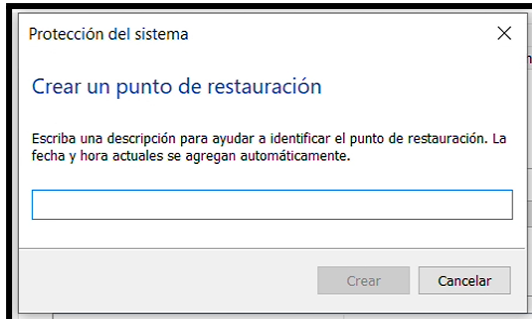 Protección del sistema
Crear un punto de restauración
Escriba una descripción para ayudar a identificar el punto de restauración. La
fecha y hora actuales se agregan automáticamente.
Crear
Cancelar